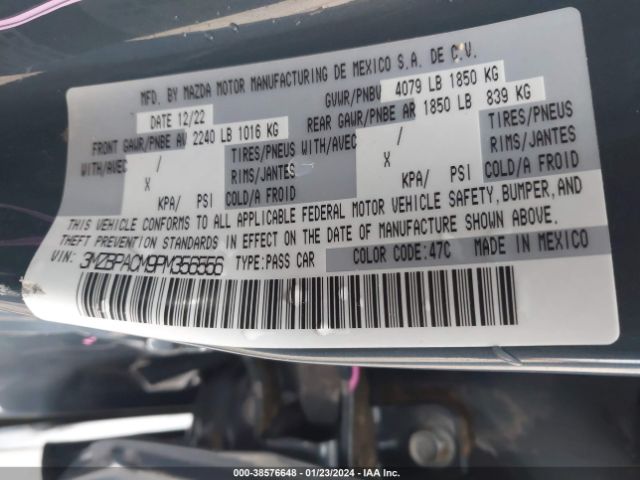 MFD. BY MAZDA MOTOR MANUFACTURING DE MEXICO S.A. DE C.V.
DATE 12/22 GVWR/PNBV 4079 LB 1850 KG
FRONT GAWR/PNBE AV 2240 LB 1016 KG REAR GAWR/PNBE AR 1850 LB 839 KG
WITH/AVEC / TIRES/PNEUS WITH/AVEC / TIRES/PNEUS
X RIMS/JANTES X RIMS/JANTES
KPA/ PSI COLD/A FROID KPA/ PSI COLD/A FROID
THIS VEHICLE CONFORMS TO ALL APPLICABLE FEDERAL MOTOR VEHICLE SAFETY, BUMPER, AND
THEFT PREVENTION STANDARDS IN EFFECT ON THE DATE OF MANUFACTURE SHOWN ABOVE.
VIN: 3MZBPACM9PM356556 TYPE:PASS CAR COLOR CODE:47C MADE IN MEXICO
000-38576648 - 01/23/2024 - IAA Inc.